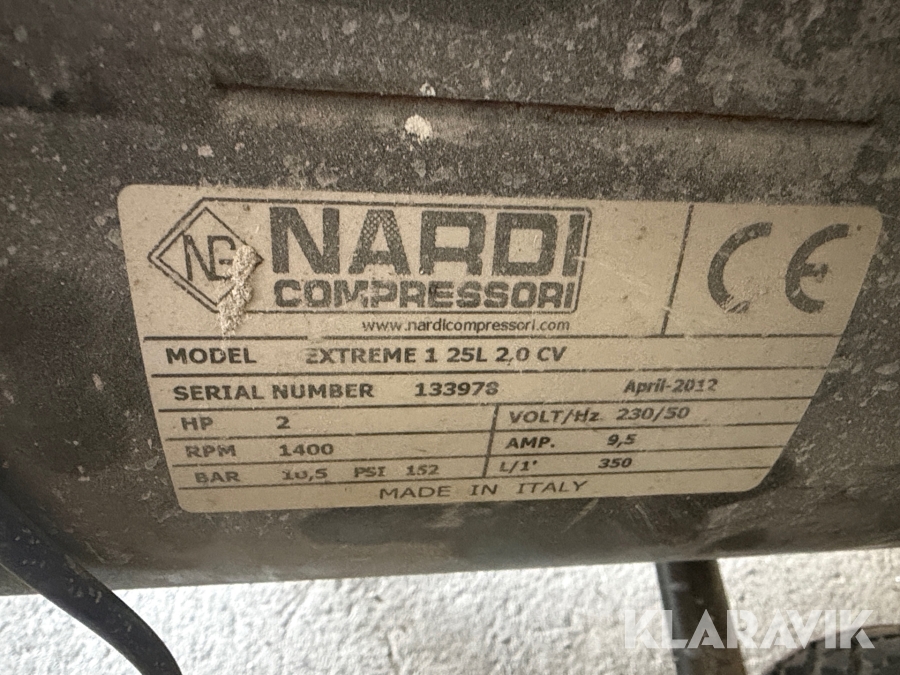 NG NARDI
COMPRESSORI
www.nardicompressori.com
CE
MODEL EXTREME 1 25L 2,0 CV
SERIAL NUMBER 133978 April-2012
HP 2 VOLT/Hz 230/50
RPM 1400 AMP. 9,5
BAR 10,5 PSI 152 L/1' 350
MADE IN ITALY
KLARAVIK